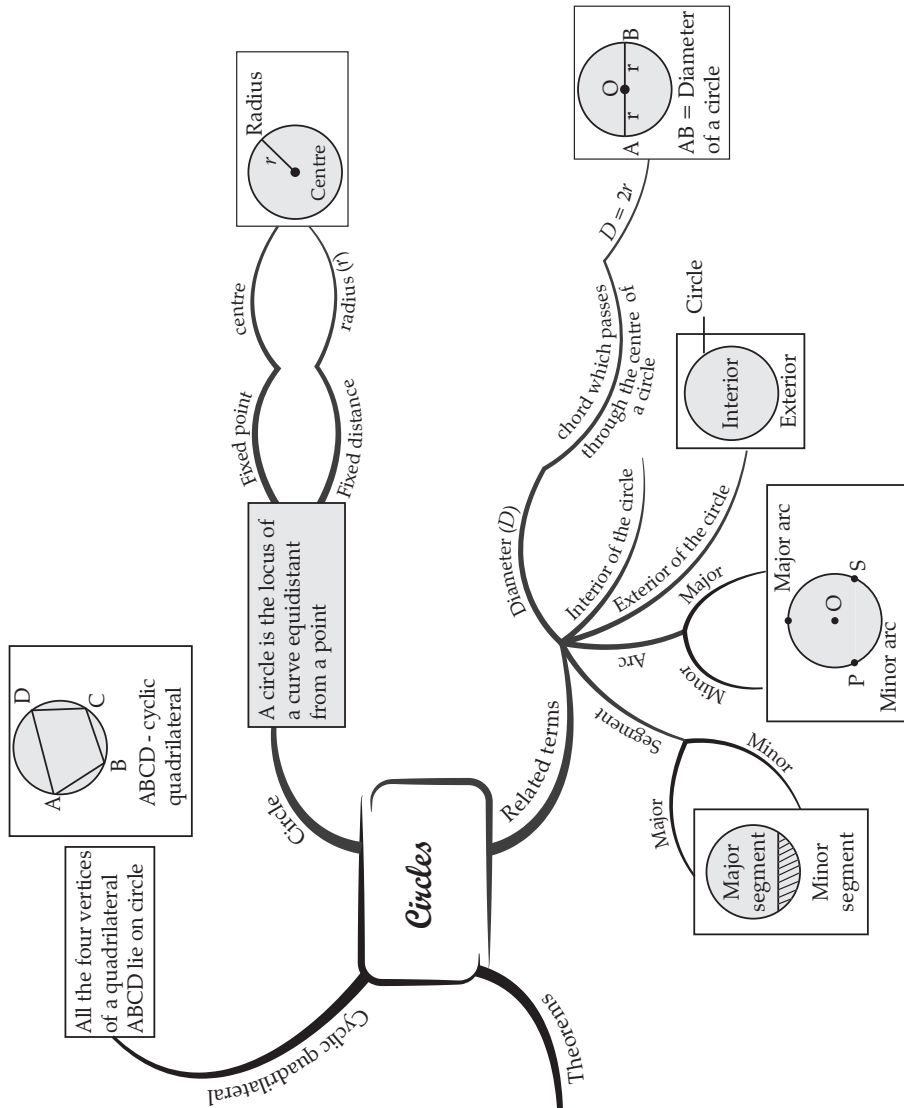 Circles
Circle
A circle is the locus of
a curve equidistant
from a point
Fixed point
centre
Fixed distance
radius (r)
Radius
r
Centre
Cyclic quadrilateral
All the four vertices
of a quadrilateral
ABCD lie on circle
A
D
B
C
ABCD - cyclic
quadrilateral
Theorems
Related terms
Diameter (D)
chord which passes
through the centre of
a circle
D = 2r
A
O
B
r
r
AB = Diameter
of a circle
Interior of the circle
Exterior of the circle
Circle
Interior
Exterior
Arc
Major
Minor
Major arc
O
P
S
Minor arc
Segment
Major
Minor
Major
segment
Minor
segment